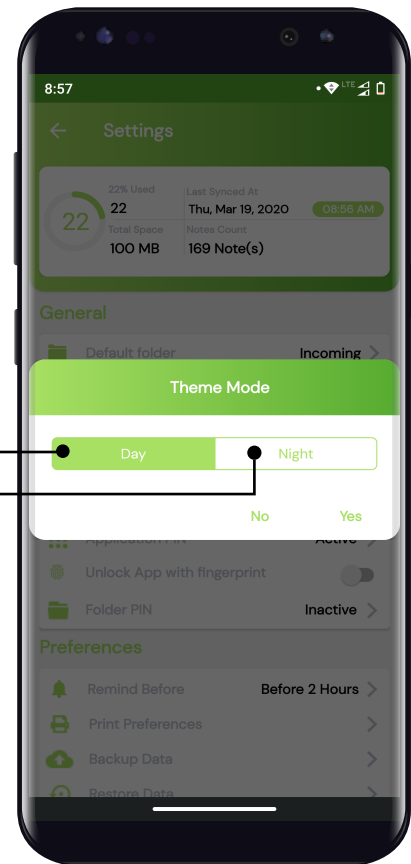 8:57
LTE
Settings
22
22% Used
22
Total Space
100 MB
Last Synced At
Thu, Mar 19, 2020
08:56 AM
Notes Count
169 Note(s)
General
Default folder
Incoming
Theme Mode
Day
Night
No
Yes
Application PIN
Active
Unlock App with fingerprint
Folder PIN
Inactive
Preferences
Remind Before
Before 2 Hours
Print Preferences
Backup Data
Restore Data